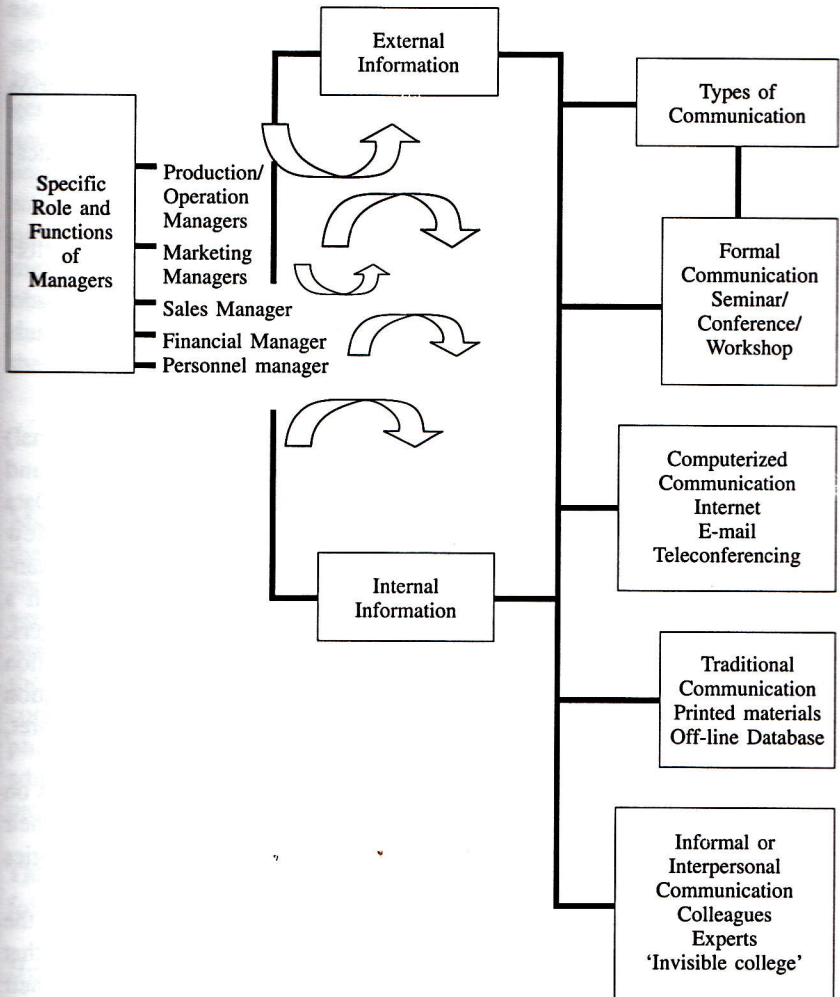 External
Information
Types of
Communication
Specific
Role and
Functions
of
Managers
Production/
Operation
Managers
Marketing
Managers
Sales Manager
Financial Manager
Personnel manager
Formal
Communication
Seminar/
Conference/
Workshop
Computerized
Communication
Internet
E-mail
Teleconferencing
Internal
Information
Traditional
Communication
Printed materials
Off-line Database
Informal or
Interpersonal
Communication
Colleagues
Experts
‘Invisible college’